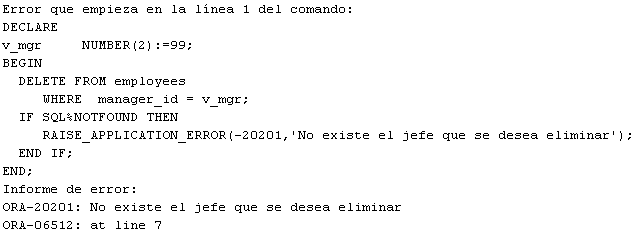 Error que empieza en la línea 1 del comando:
DECLARE
v_mgr     NUMBER(2):=99;
BEGIN
  DELETE FROM employees
     WHERE  manager_id = v_mgr;
  IF SQL%NOTFOUND THEN
     RAISE_APPLICATION_ERROR(-20201,'No existe el jefe que se desea eliminar');
  END IF;
END;
Informe de error:
ORA-20201: No existe el jefe que se desea eliminar
ORA-06512: at line 7